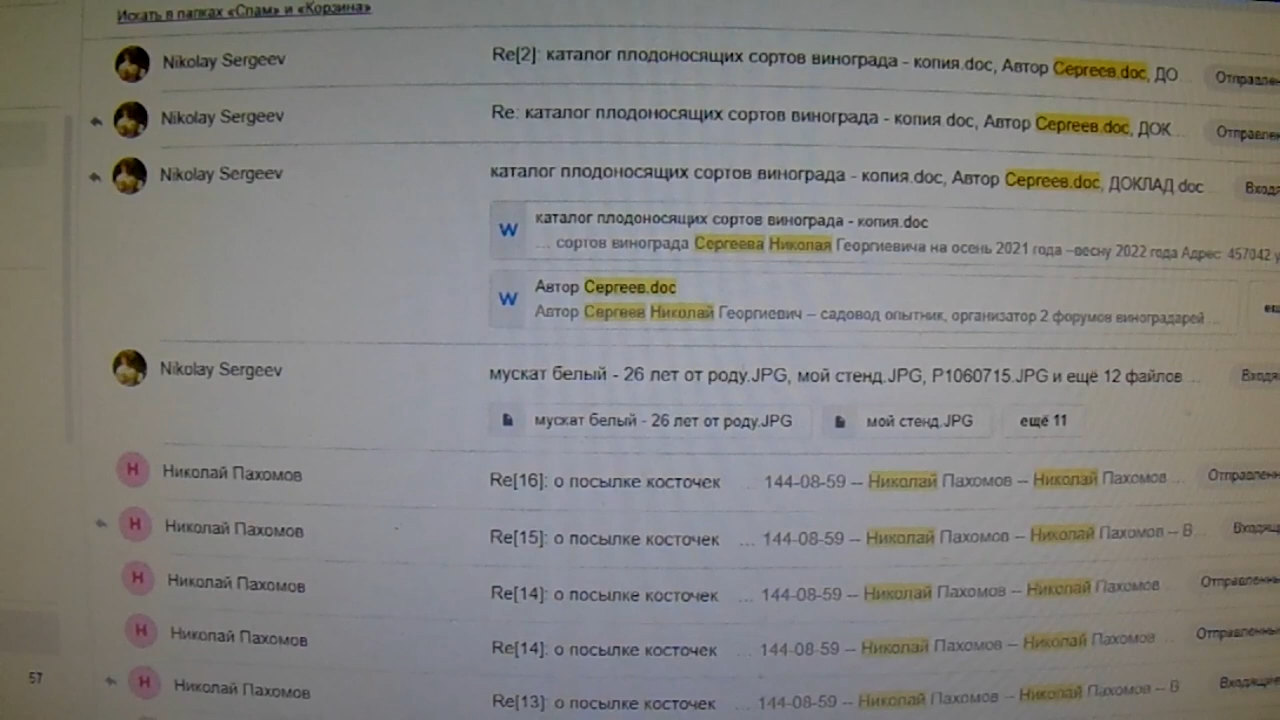 Искать в папках «Спам» и «Корзина»
Nikolay Sergeev Re[2]: каталог плодоносящих сортов винограда - копия.doc, Автор Сергеев.doc, ДО
Nikolay Sergeev Re: каталог плодоносящих сортов винограда - копия.doc, Автор Сергеев.doc, ДОК...
Nikolay Sergeev каталог плодоносящих сортов винограда - копия.doc, Автор Сергеев.doc, ДОКЛАД.doc
W каталог плодоносящих сортов винограда - копия.doc
... сортов винограда Сергеева Николая Георгиевича на осень 2021 года –весну 2022 года Адрес: 457042
W Автор Сергеев.doc
Автор Сергеев Николай Георгиевич – садовод опытник, организатор 2 форумов виноградарей ...
Nikolay Sergeev мускат белый - 26 лет от роду.JPG, мой стенд.JPG, P1060715.JPG и ещё 12 файлов ...
мускат белый - 26 лет от роду.JPG мой стенд.JPG ещё 11
Н Николай Пахомов Re[16]: о посылке косточек ... 144-08-59 -- Николай Пахомов -- Николай Пахомов ...
Н Николай Пахомов Re[15]: о посылке косточек ... 144-08-59 -- Николай Пахомов -- Николай Пахомов -- В
Н Николай Пахомов Re[14]: о посылке косточек ... 144-08-59 -- Николай Пахомов -- Николай Пахомов
Н Николай Пахомов Re[14]: о посылке косточек ... 144-08-59 -- Николай Пахомов -- Николай Пахомов ...
57 Н Николай Пахомов Re[13]: о посылке косточек ... 144-08-59 -- Николай Пахомов -- Николай Пахомов -- В